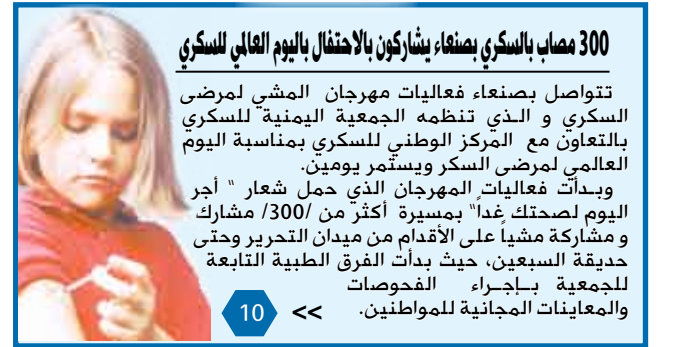 300 مصاب بالسكري بصنعاء يشاركون بالاحتفال باليوم العالمي للسكري
تتواصل بصنعاء فعاليات مهرجان المشي لمرضى
السكري و الذي تنظمه الجمعية اليمنية للسكري
بالتعاون مع المركز الوطني للسكري بمناسبة اليوم
العالمي لمرضى السكر ويستمر يومين.
وبدأت فعاليات المهرجان الذي حمل شعار " أجر
اليوم لصحتك غداً" بمسيرة أكثر من /300/ مشارك
و مشاركة مشياً على الأقدام من ميدان التحرير وحتى
حديقة السبعين، حيث بدأت الفرق الطبية التابعة
للجمعية بإجراء الفحوصات
والمعاينات المجانية للمواطنين. >> 10